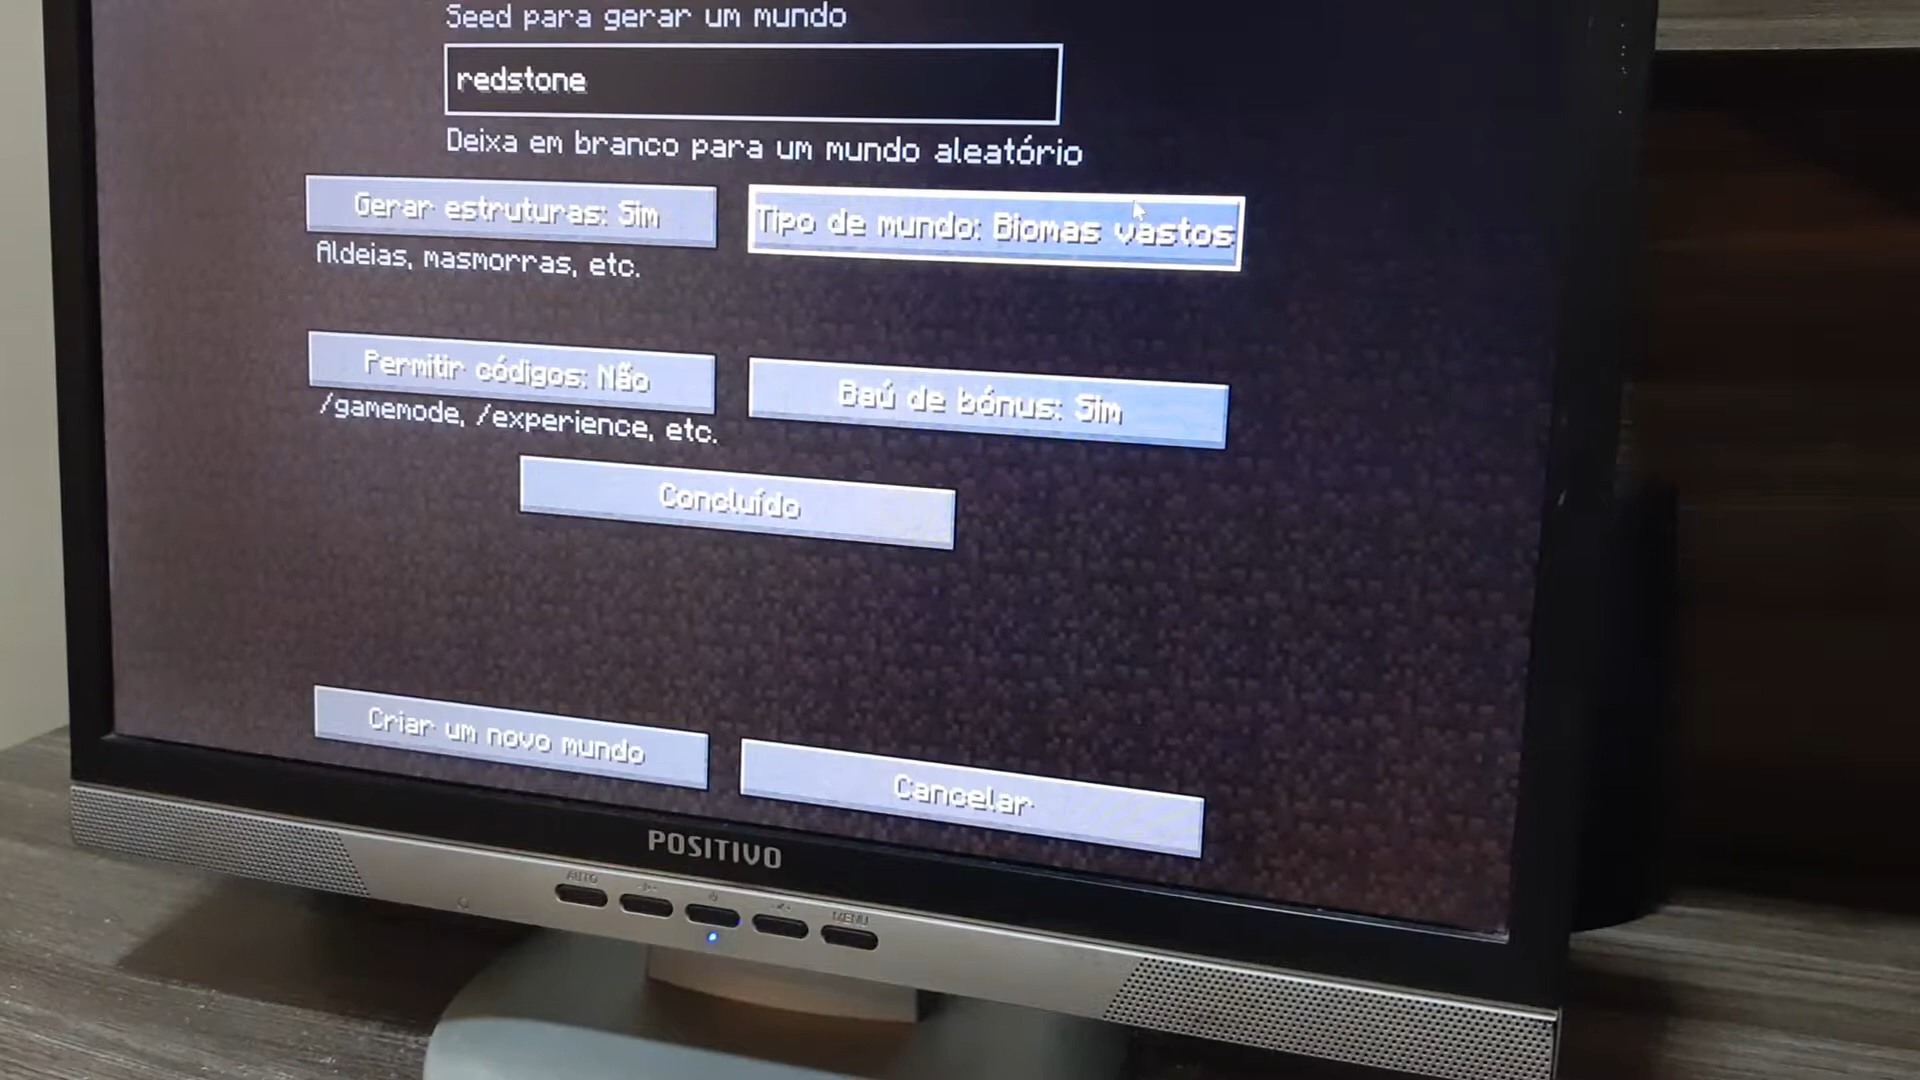 Seed para gerar um mundo
redstone
Deixa em branco para um mundo aleatório
Gerar estruturas: Sim
Tipo de mundo: Biomas vastos
Aldeias, masmorras, etc.
Permitir códigos: Não
Baú de bónus: Sim
/gamemode, /experience, etc.
Concluído
Criar um novo mundo
Cancelar
POSITIVO
AUTO
MENU